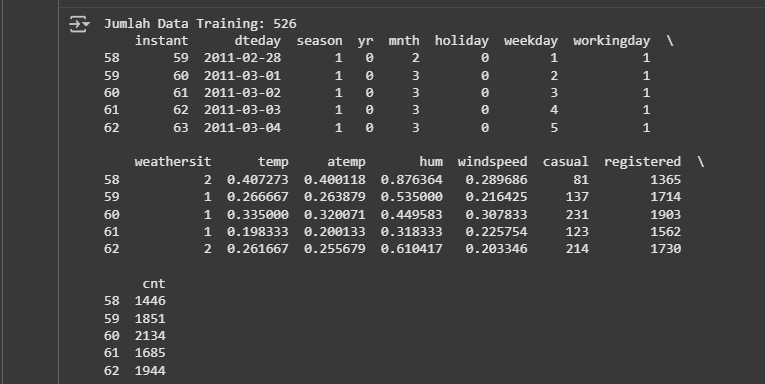 Jumlah Data Training: 526
instant dteday season yr mnth holiday weekday workingday \
58 59 2011-02-28 1 0 2 0 1 1
59 60 2011-03-01 1 0 3 0 2 1
60 61 2011-03-02 1 0 3 0 3 1
61 62 2011-03-03 1 0 3 0 4 1
62 63 2011-03-04 1 0 3 0 5 1
weathersit temp atemp hum windspeed casual registered \
58 2 0.407273 0.400118 0.876364 0.289686 81 1365
59 1 0.266667 0.263879 0.535000 0.216425 137 1714
60 1 0.335000 0.320071 0.449583 0.307833 231 1903
61 1 0.198333 0.200133 0.318333 0.225754 123 1562
62 2 0.261667 0.255679 0.610417 0.203346 214 1730
cnt
58 1446
59 1851
60 2134
61 1685
62 1944